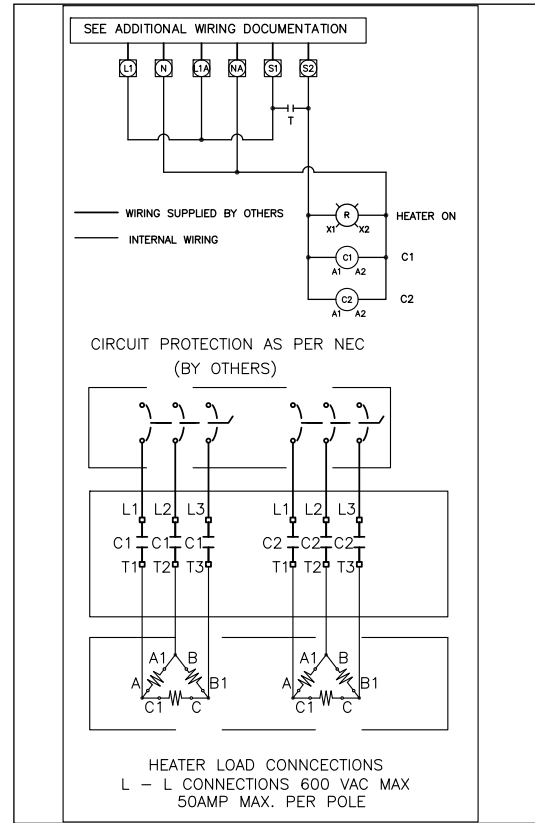 SEE ADDITIONAL WIRING DOCUMENTATION
L1 N L1A NA S1 S2
T
WIRING SUPPLIED BY OTHERS
INTERNAL WIRING
R HEATER ON
X1 X2
C1 C1
A1 A2
C2 C2
A1 A2
CIRCUIT PROTECTION AS PER NEC
(BY OTHERS)
L1 L2 L3 L1 L2 L3
C1 C1 C1 C2 C2 C2
T1 T2 T3 T1 T2 T3
A1 B A1 B
A B1 A B1
C1 C C1 C
HEATER LOAD CONNCECTIONS
L – L CONNECTIONS 600 VAC MAX
50AMP MAX. PER POLE